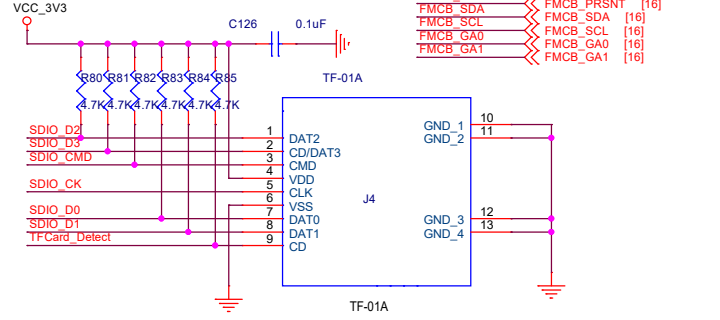 VCC_3V3
C126 0.1uF
FMCB_PRSNT [16]
FMCB_SDA FMCB_SDA [16]
FMCB_SCL FMCB_SCL [16]
FMCB_GA0 FMCB_GA0 [16]
FMCB_GA1 FMCB_GA1 [16]
R80 R81 R82 R83 R84 R85
4.7K 4.7K 4.7K 4.7K 4.7K 4.7K
TF-01A
SDIO_D2 1 DAT2
SDIO_D3 2 CD/DAT3
SDIO_CMD 3 CMD
4 VDD
SDIO_CK 5 CLK
6 VSS
SDIO_D0 7 DAT0
SDIO_D1 8 DAT1
TFCard_Detect 9 CD
J4
GND_1 10
GND_2 11
GND_3 12
GND_4 13
TF-01A